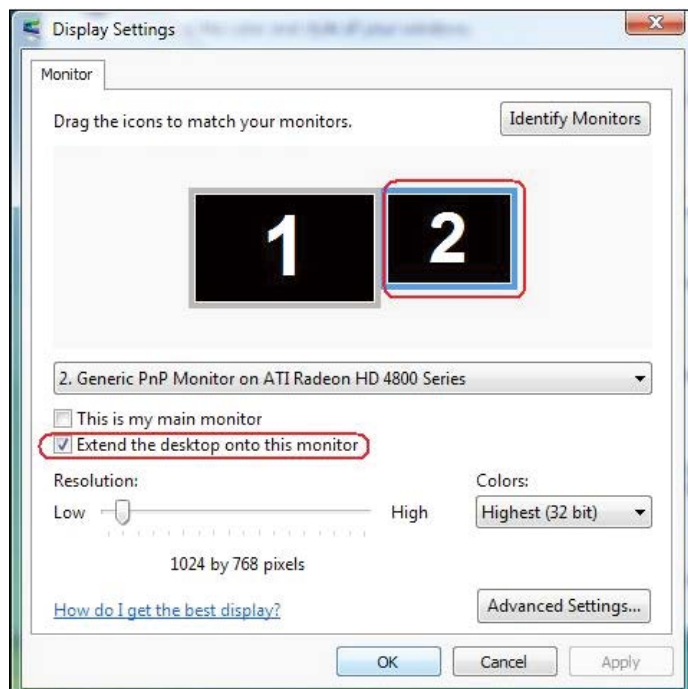 Display Settings
Monitor
Drag the icons to match your monitors.
Identify Monitors
1
2
2. Generic PnP Monitor on ATI Radeon HD 4800 Series
This is my main monitor
Extend the desktop onto this monitor
Resolution:
Colors:
Low
High
Highest (32 bit)
1024 by 768 pixels
How do I get the best display?
Advanced Settings...
OK
Cancel
Apply